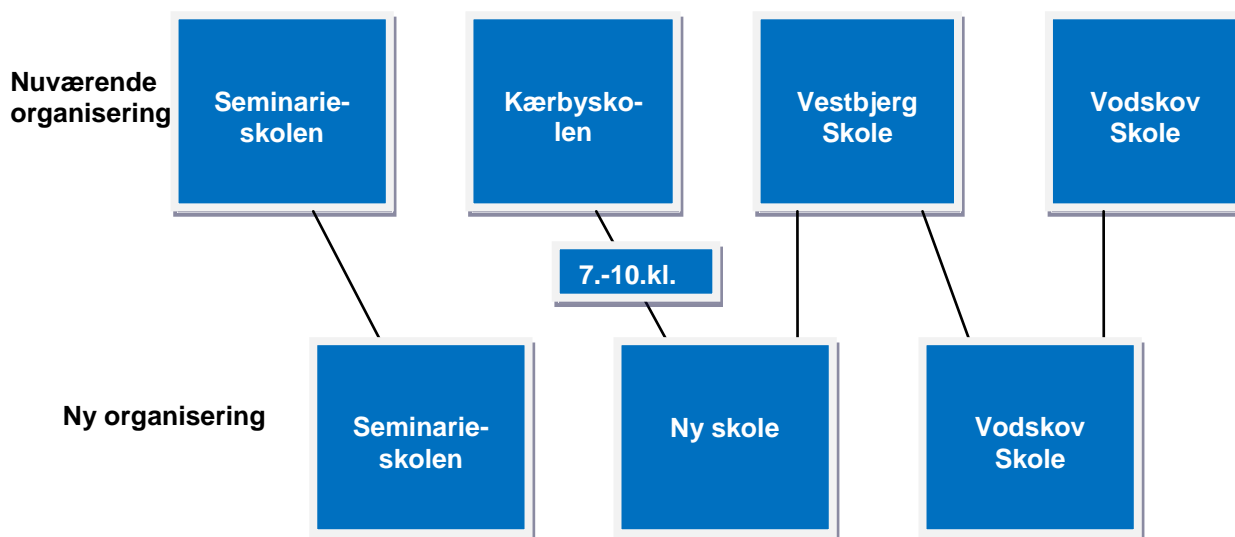 Nuværende
organisering
Seminarie-
skolen
Kærbysko-
len
Vestbjerg
Skole
Vodskov
Skole
7.-10.kl.
Ny organisering
Seminarie-
skolen
Ny skole
Vodskov
Skole